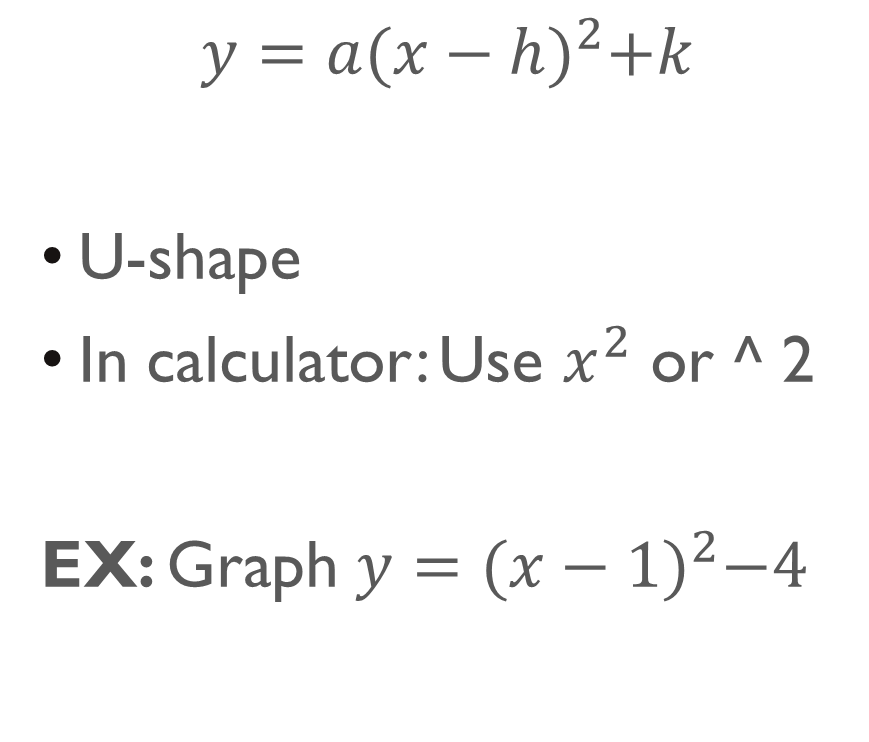 y = a(x − h)²+k
• U-shape
• In calculator: Use x² or ^ 2
EX: Graph y = (x − 1)²−4